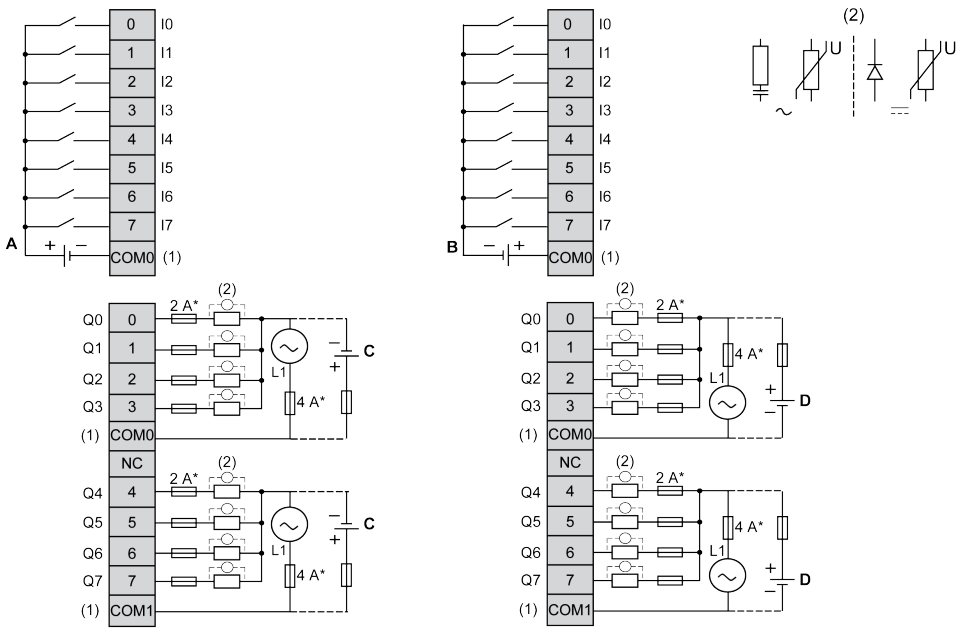 0 I0
1 I1
2 I2
3 I3
4 I4
5 I5
6 I6
7 I7
A + −
COM0 (1)
0 I0
1 I1
2 I2
3 I3
4 I4
5 I5
6 I6
7 I7
B − +
COM0 (1)
(2)
U U
(2)
Q0 0 2 A*
Q1 1
Q2 2
Q3 3
(1) COM0
L1 4 A*
− C
+
NC
(2)
Q4 4 2 A*
Q5 5
Q6 6
Q7 7
(1) COM1
L1 4 A*
− C
+
(2)
Q0 0 2 A*
Q1 1
Q2 2
Q3 3
(1) COM0
4 A*
L1
+
− D
NC
(2)
Q4 4 2 A*
Q5 5
Q6 6
Q7 7
(1) COM1
4 A*
L1
+
− D